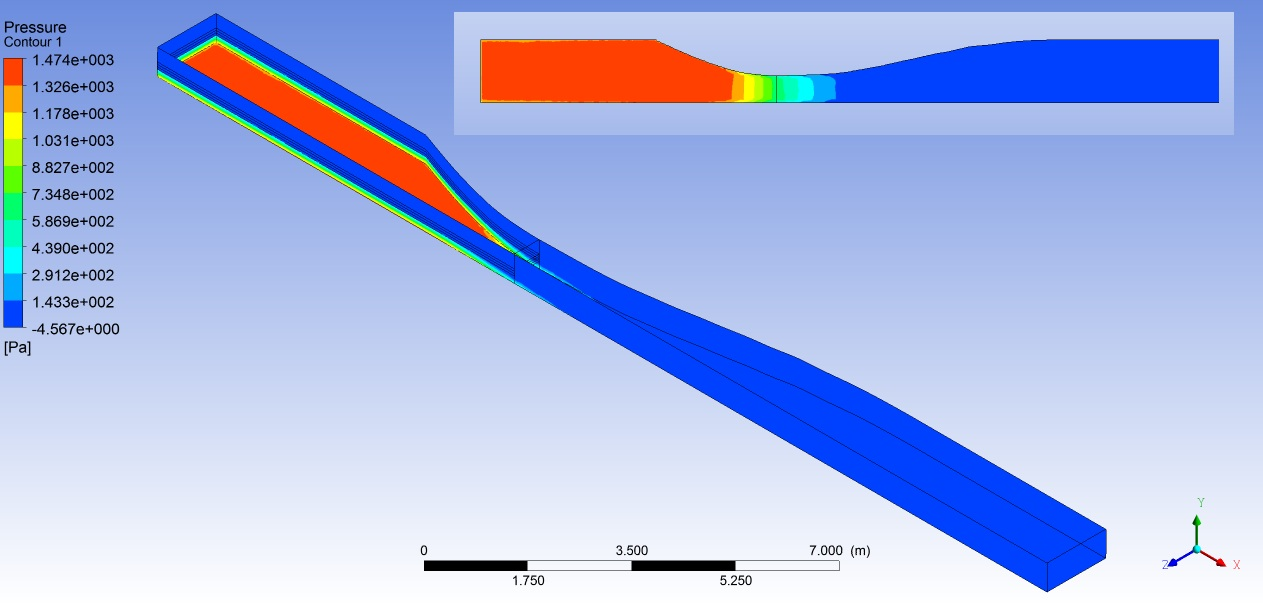 Pressure
Contour 1
1.474e+003
1.326e+003
1.178e+003
1.031e+003
8.827e+002
7.348e+002
5.869e+002
4.390e+002
2.912e+002
1.433e+002
-4.567e+000
[Pa]
0 3.500 7.000 (m)
1.750 5.250
Y
Z X